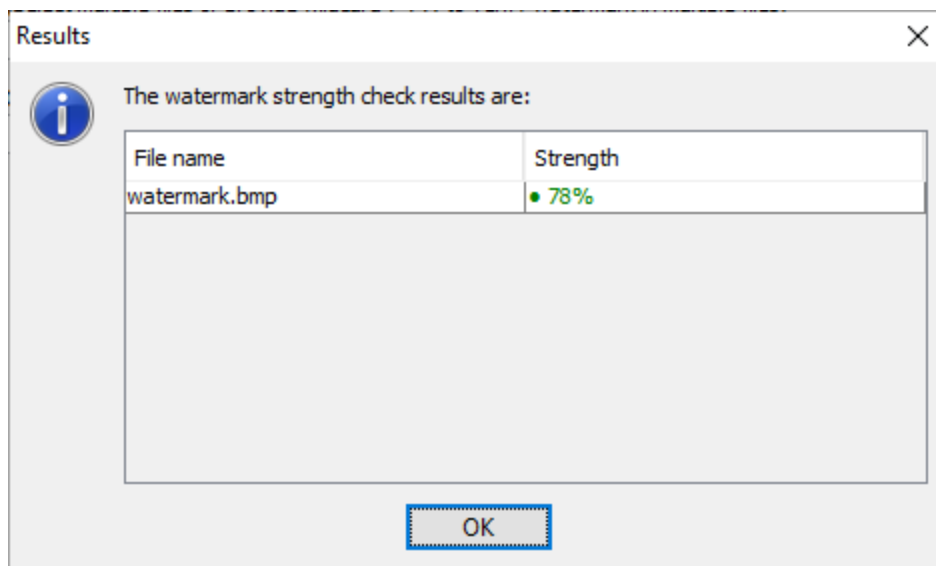 Results
The watermark strength check results are:
File name Strength
watermark.bmp • 78%
OK